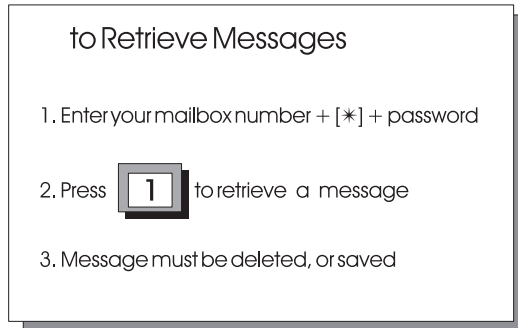 to Retrieve Messages
1. Enter your mailbox number + [✶] + password
2. Press 1 to retrieve a message
3. Message must be deleted, or saved